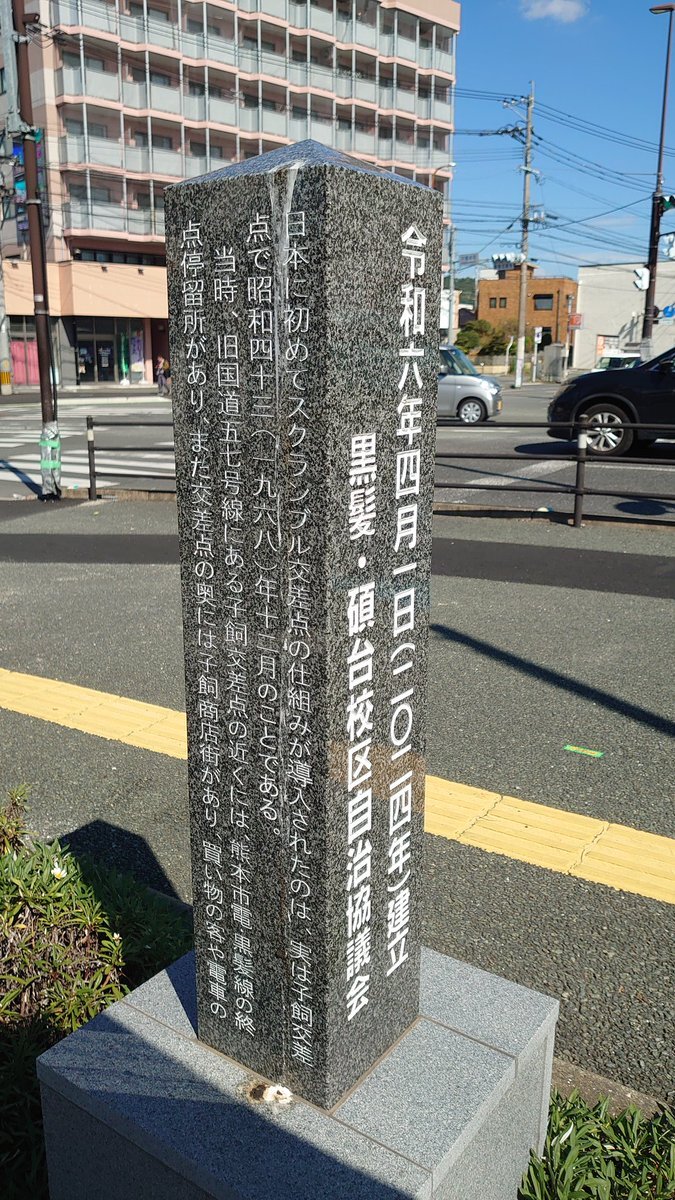 令和六年四月一日(二〇二四年)建立
黒髪・碩台校区自治協議会
日本に初めてスクランブル交差点の仕組みが導入されたのは、実は子飼交差
点で昭和四十三(一九六八)年十二月のことである。
当時、旧国道五七号線にある子飼交差点の近くには、熊本市電 黒髪線の終
点停留所があり、また交差点の奥には子飼商店街があり、買い物の客や電車の